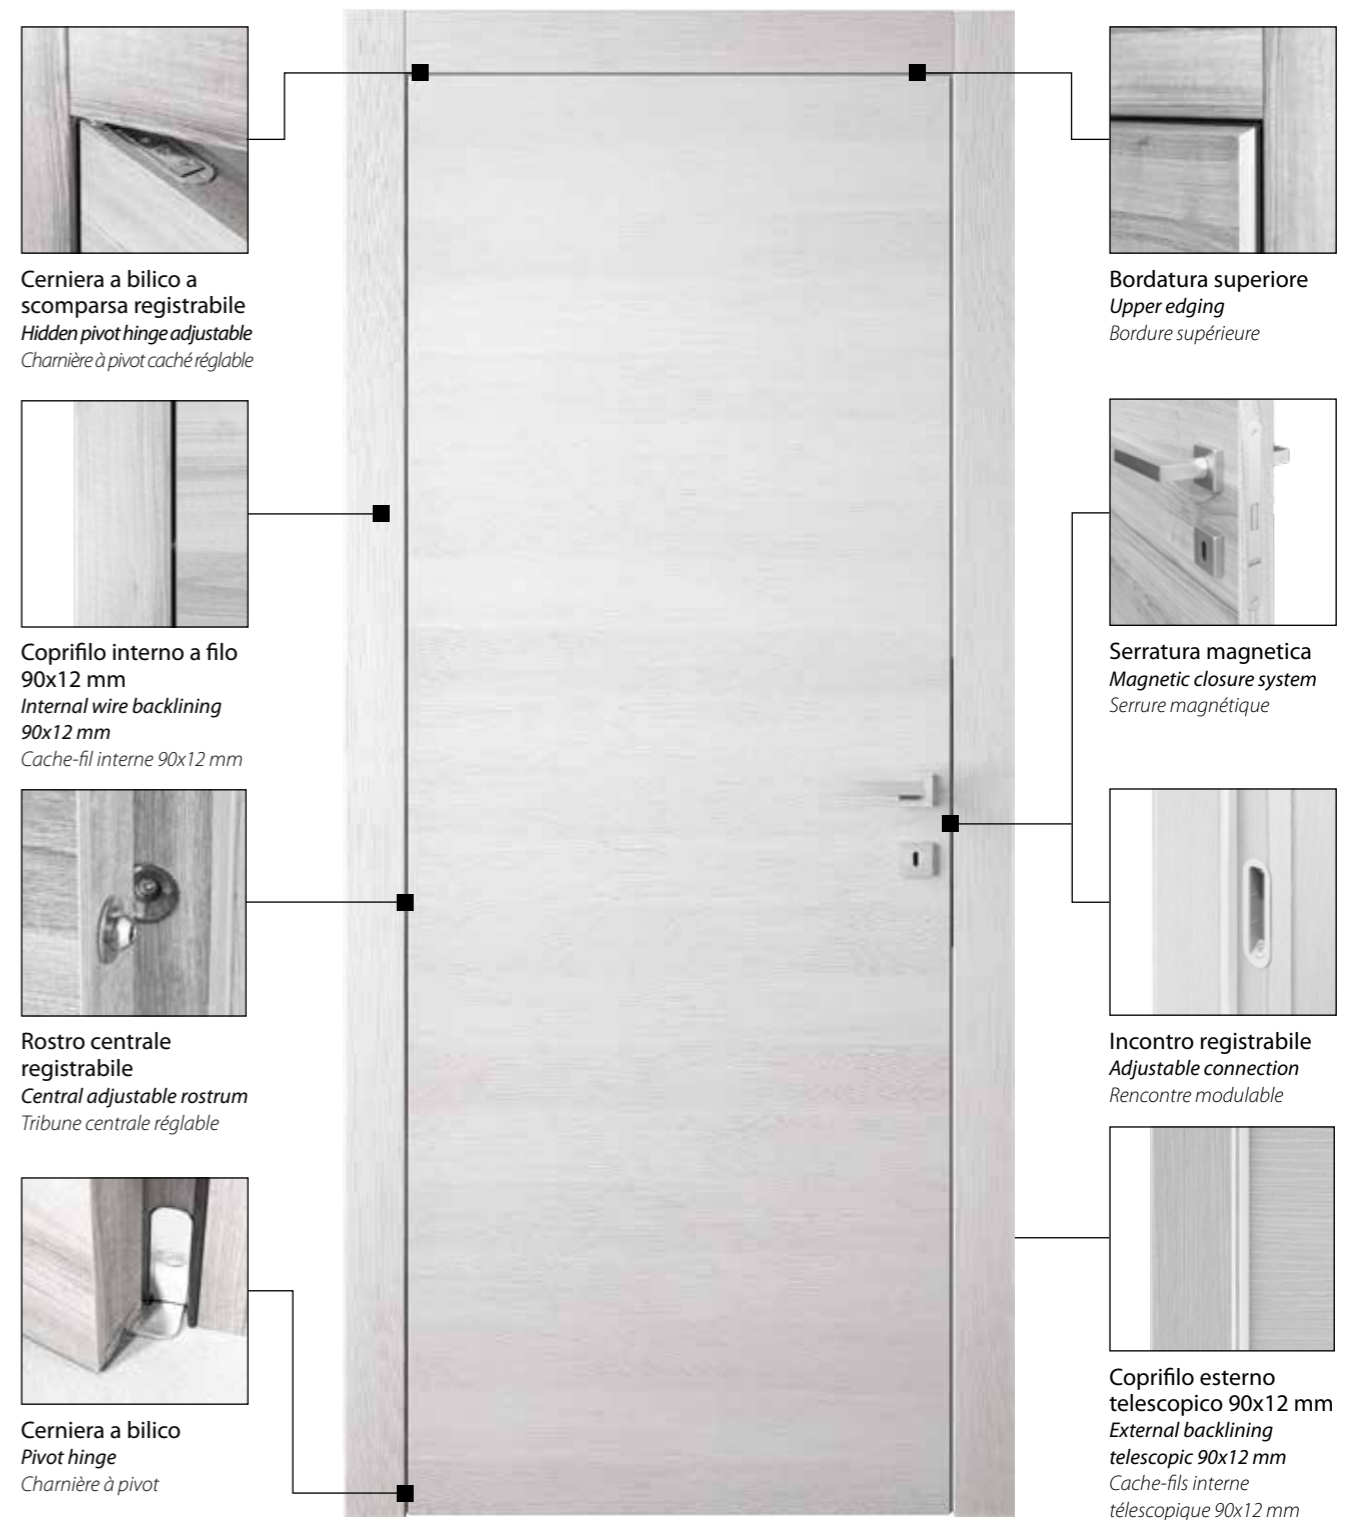 Cerniera a bilico a
scomparsa registrabile
Hidden pivot hinge adjustable
Charnière à pivot caché réglable
Coprifilo interno a filo
90x12 mm
Internal wire backlining
90x12 mm
Cache-fil interne 90x12 mm
Rostro centrale
registrabile
Central adjustable rostrum
Tribune centrale réglable
Cerniera a bilico
Pivot hinge
Charnière à pivot
Bordatura superiore
Upper edging
Bordure supérieure
Serratura magnetica
Magnetic closure system
Serrure magnétique
Incontro registrabile
Adjustable connection
Rencontre modulable
Coprifilo esterno
telescopico 90x12 mm
External backlining
telescopic 90x12 mm
Cache-fils interne
télescopique 90x12 mm